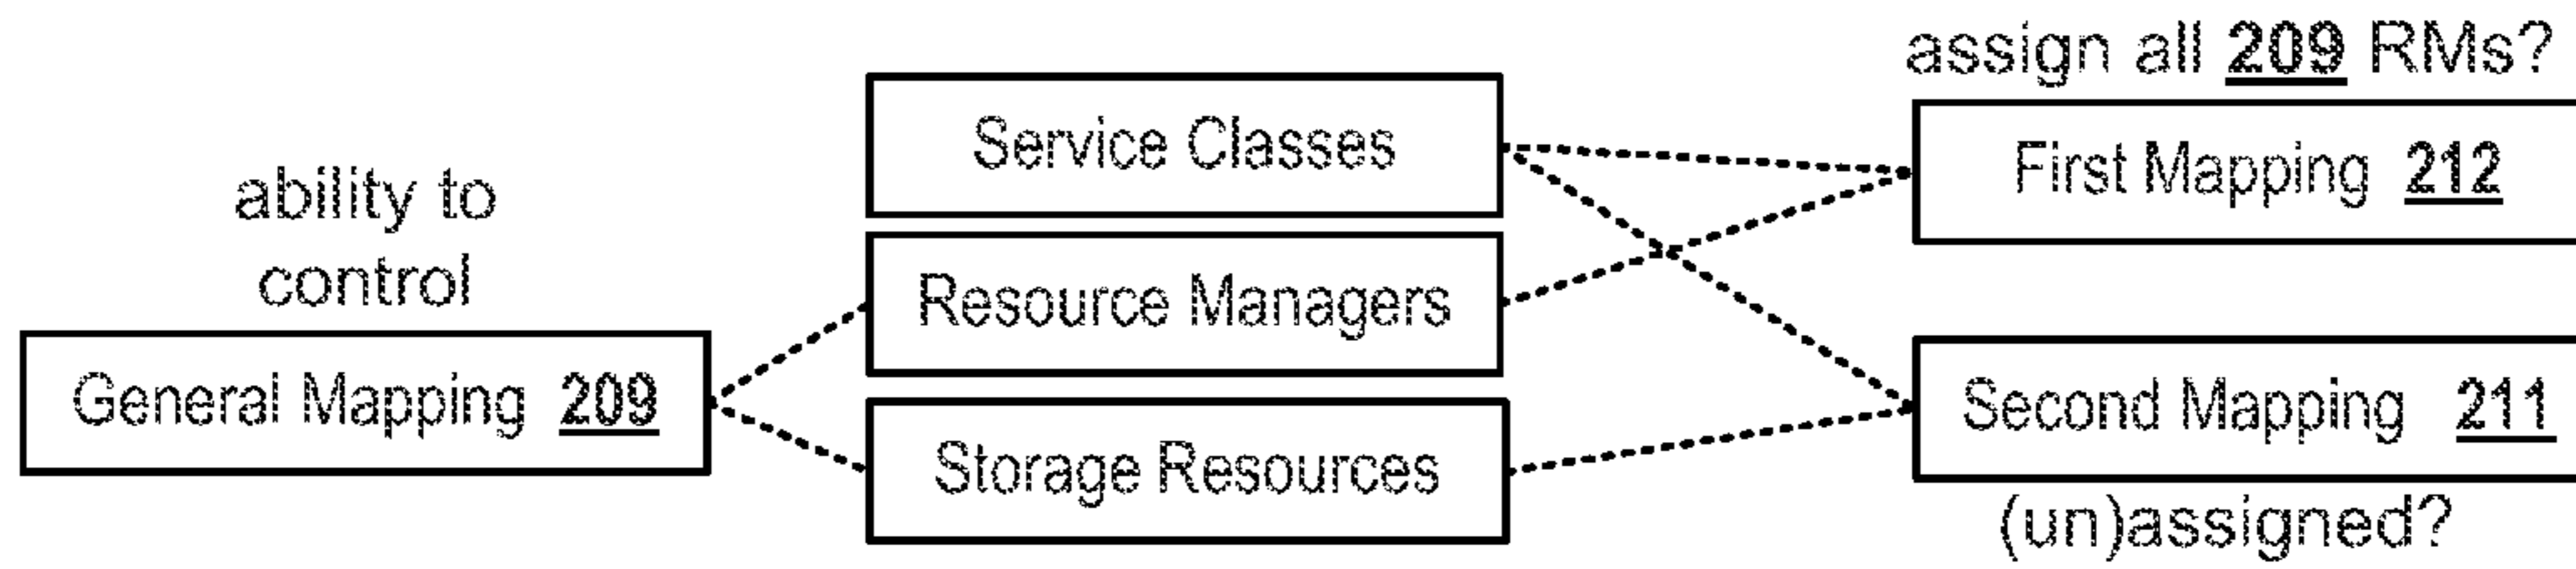 ability to
control
General Mapping 209
Service Classes
Resource Managers
Storage Resources
assign all 209 RMs?
First Mapping 212
Second Mapping 211
(un)assigned?